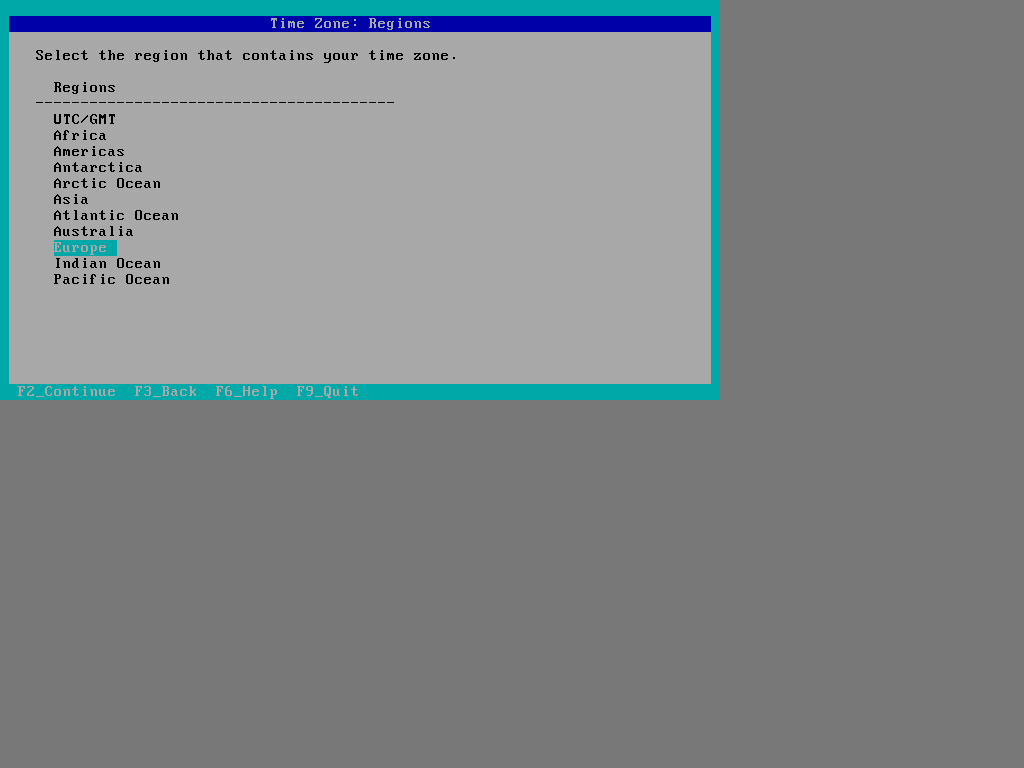 Time Zone: Regions
Select the region that contains your time zone.
Regions
----------------------------------------
UTC/GMT
Africa
Americas
Antarctica
Arctic Ocean
Asia
Atlantic Ocean
Australia
Europe
Indian Ocean
Pacific Ocean
F2_Continue  F3_Back  F6_Help  F9_Quit